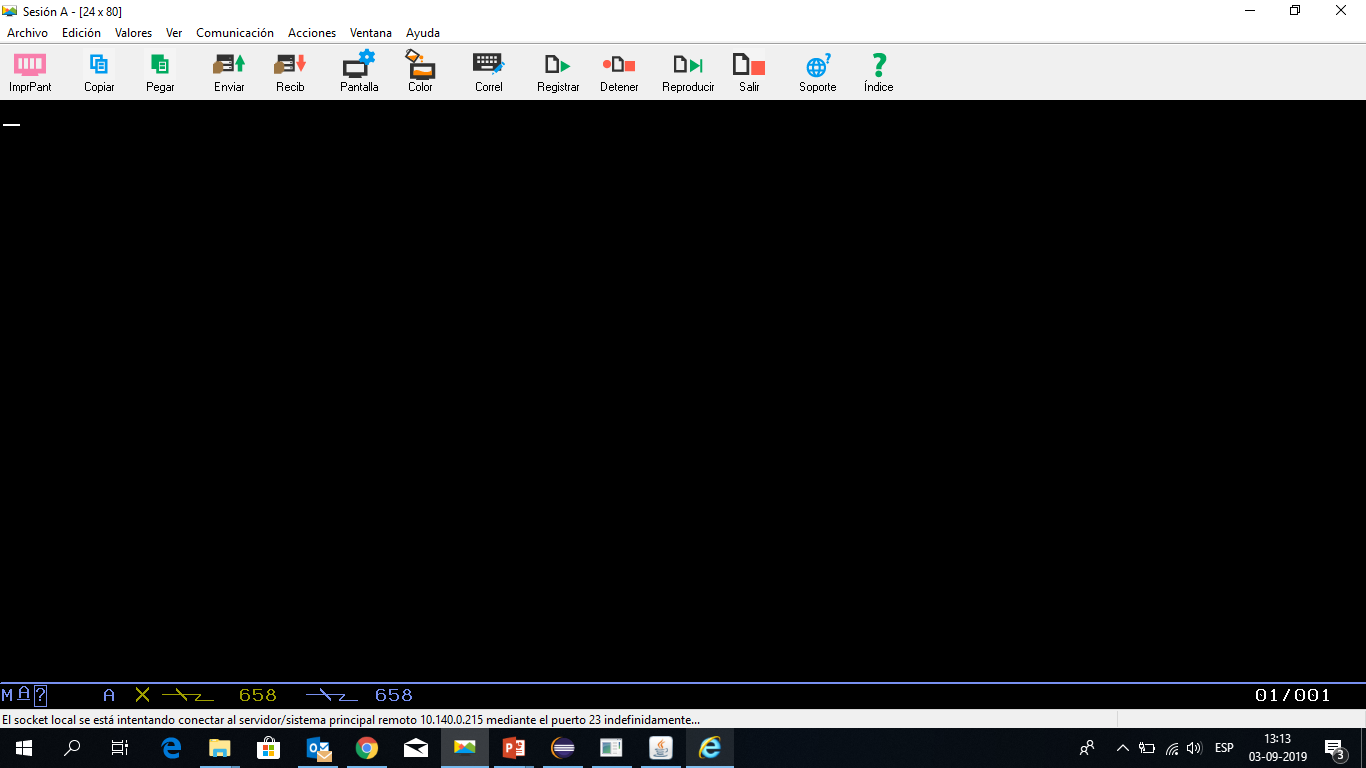 Sesión A - [24 x 80]
Archivo Edición Valores Ver Comunicación Acciones Ventana Ayuda
ImprPant Copiar Pegar Enviar Recib Pantalla Color Correl Registrar Detener Reproducir Salir Soporte Índice
M A ? A X 658 658 01/001
El socket local se está intentando conectar al servidor/sistema principal remoto 10.140.0.215 mediante el puerto 23 indefinidamente...
ESP 13:13
03-09-2019 3